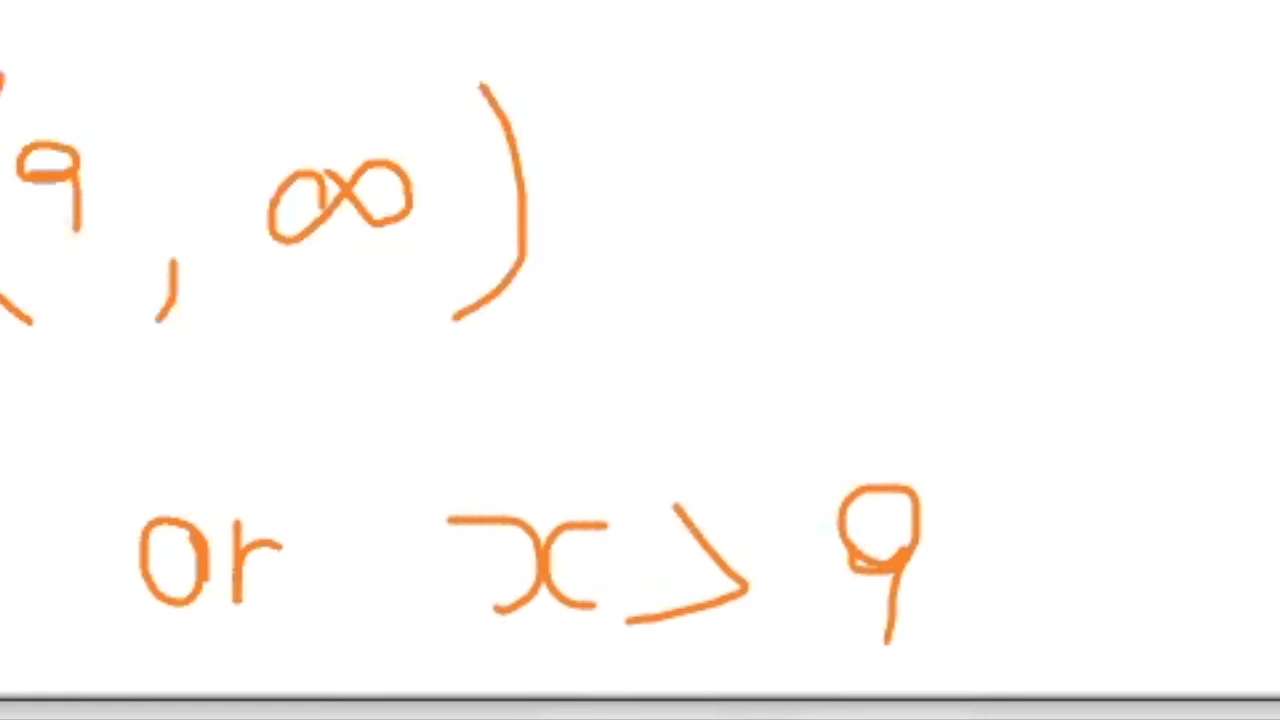 (9, ∞)
or x > 9